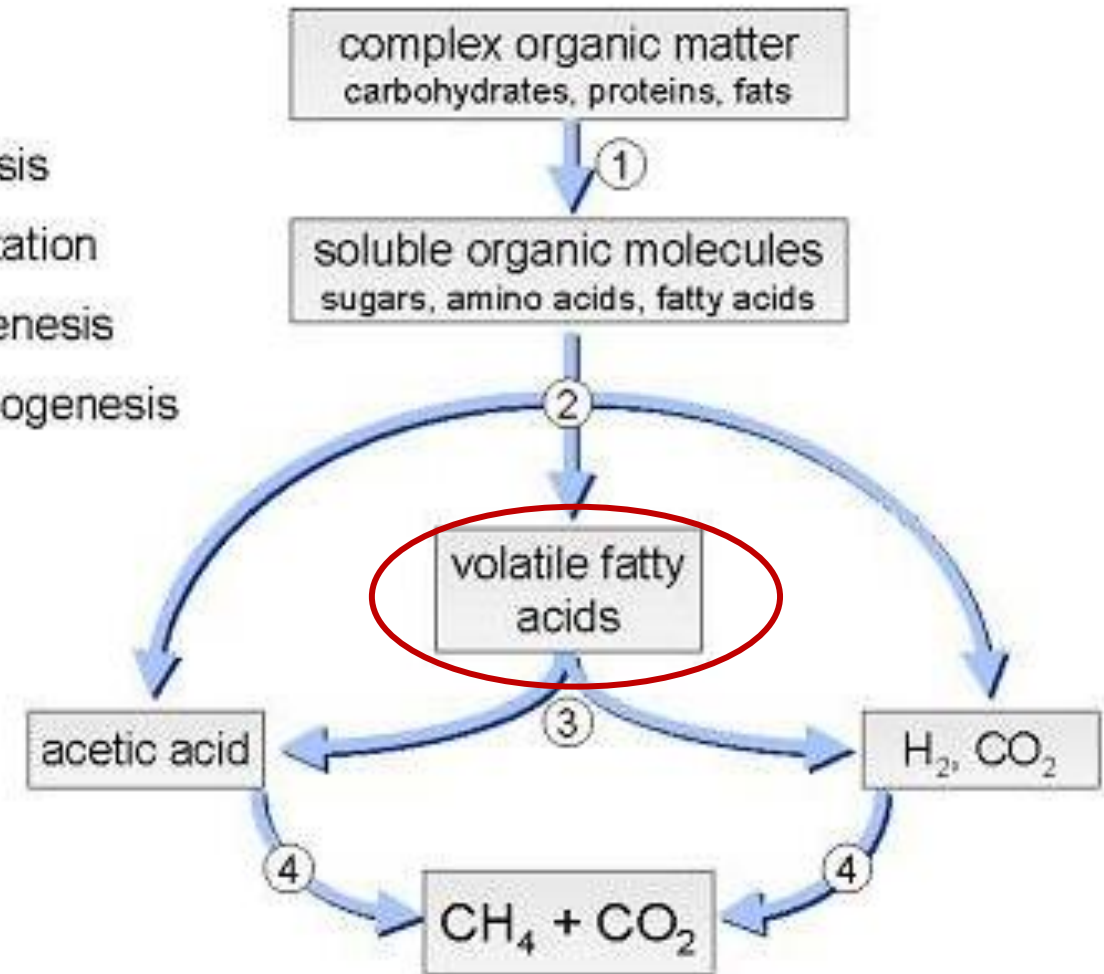 complex organic matter
carbohydrates, proteins, fats
1
sis
tation
enesis
ogenesis
soluble organic molecules
sugars, amino acids, fatty acids
2
volatile fatty
acids
3
acetic acid
H₂, CO₂
4
4
CH₄ + CO₂